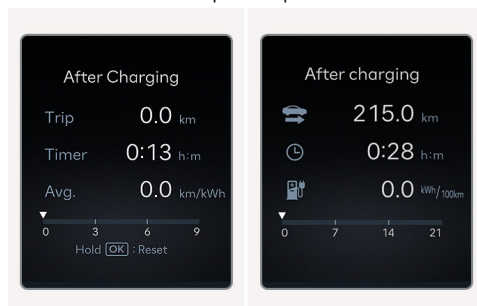 After Charging
Trip 0.0 km
Timer 0:13 h:m
Avg. 0.0 km/kWh
0 3 6 9
Hold OK : Reset
After charging
215.0 km
0:28 h:m
0.0 kWh/100km
0 7 14 21